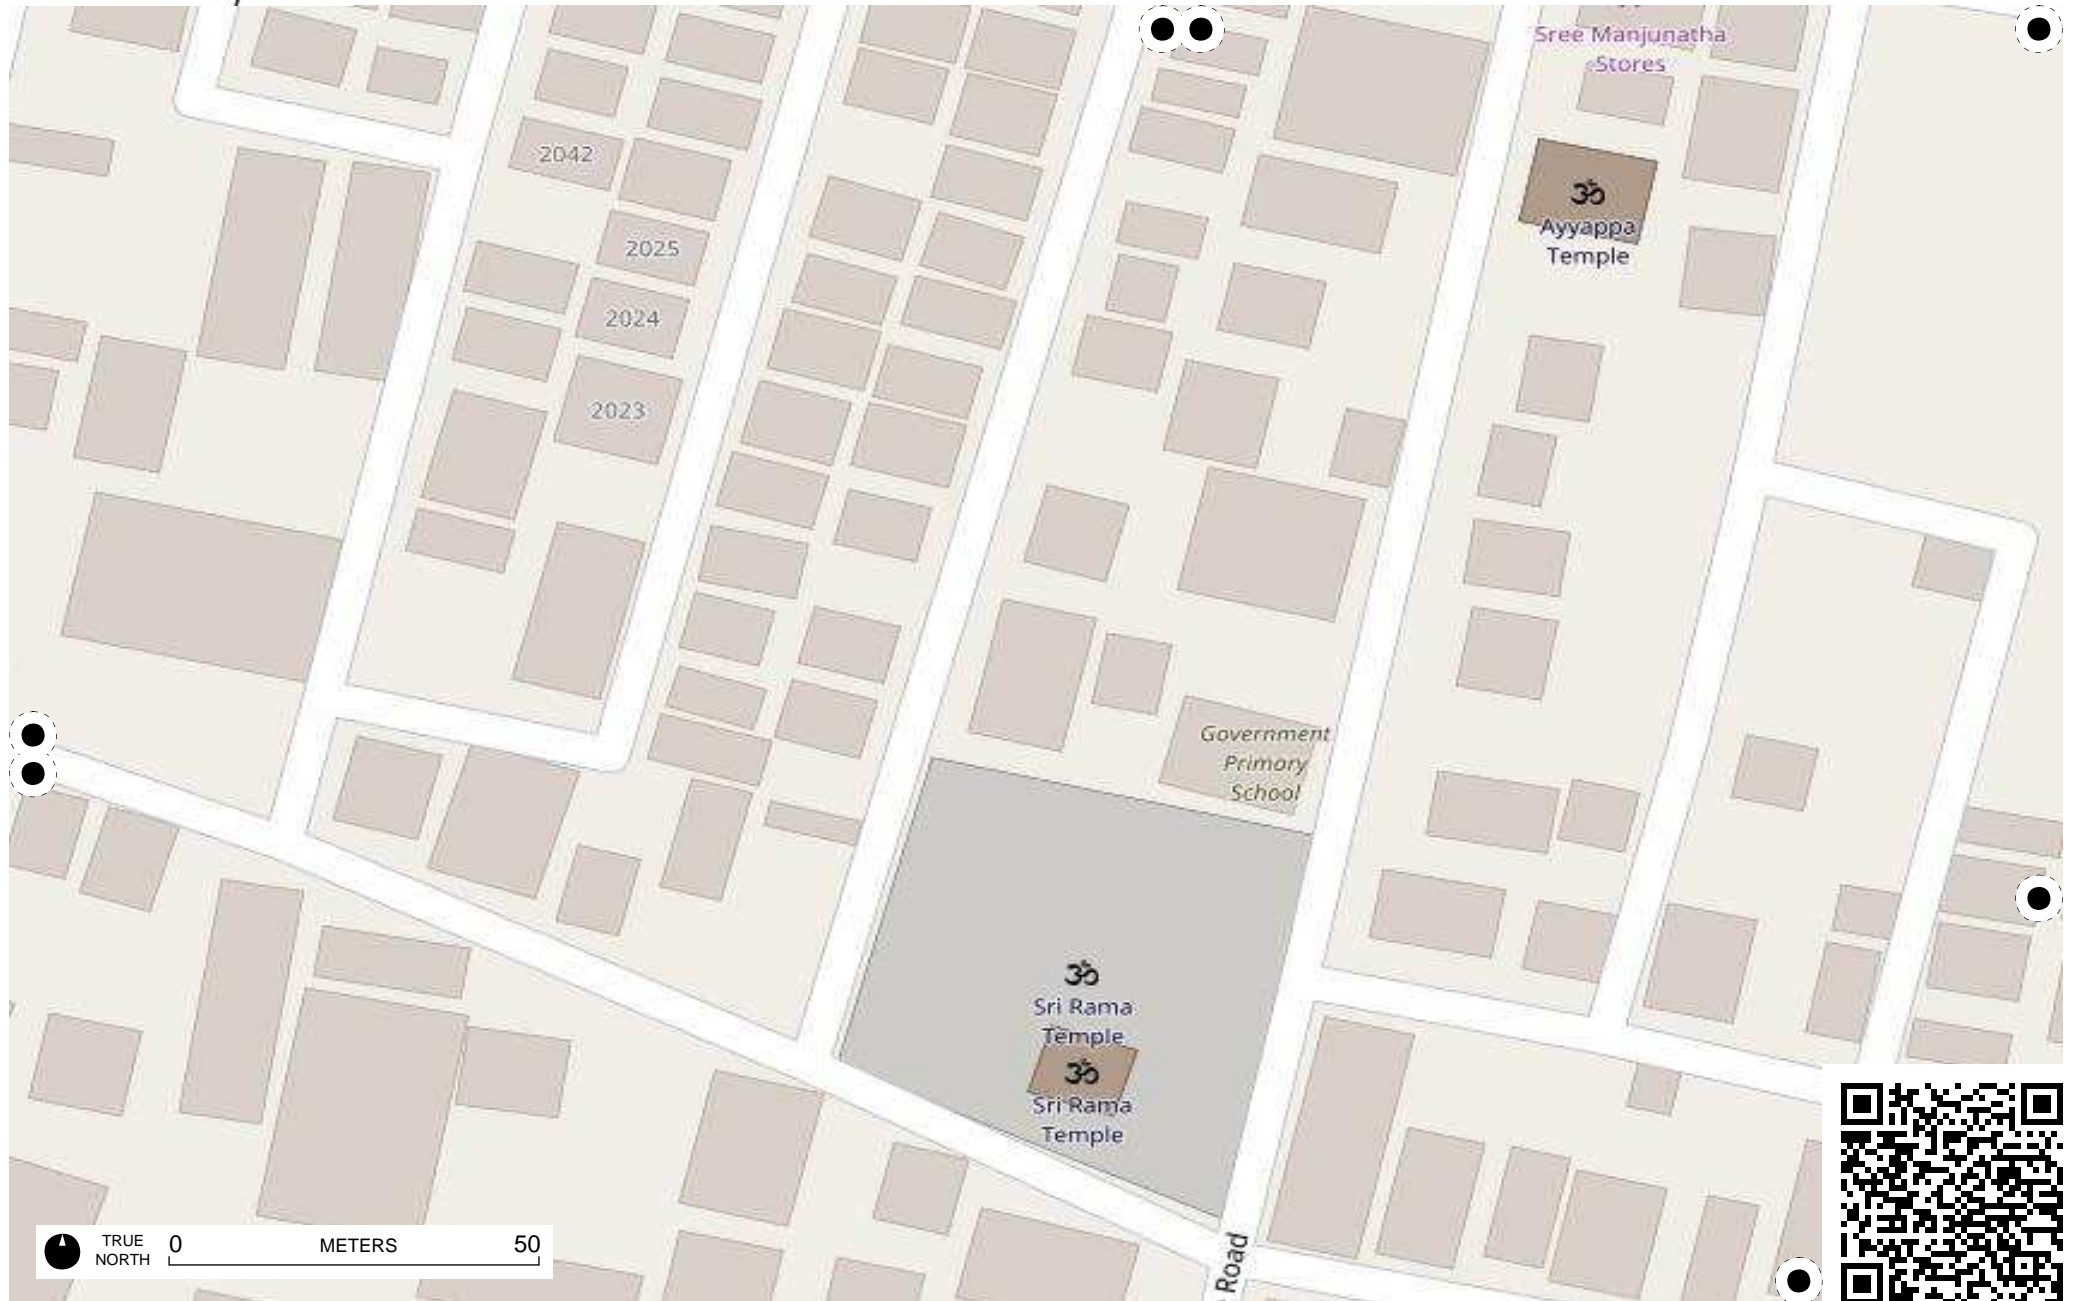 Sree Manjunatha
Stores
2042
Ayyappa
Temple
2025
2024
2023
Government
Primary
School
ॐ
Sri Rama
Temple
ॐ
Sri Rama
Temple
ॐ
Road
TRUE
NORTH
0 METERS 50